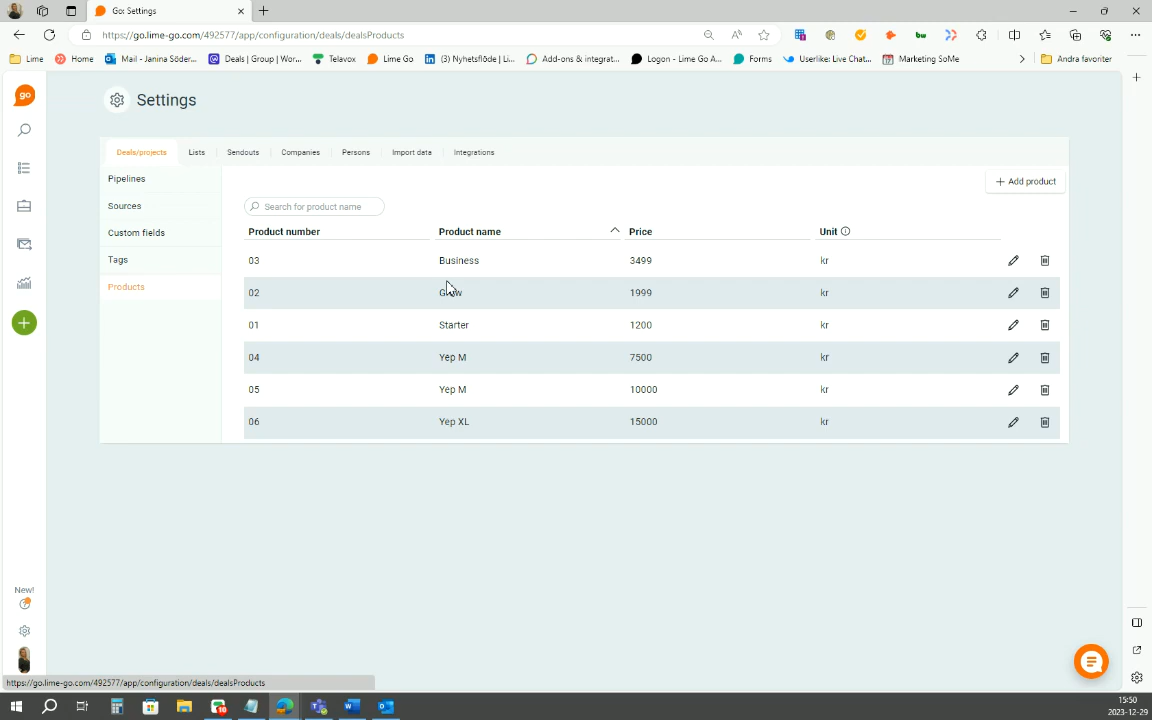 Go: Settings
https://go.lime-go.com/492577/app/configuration/deals/dealsProducts
Lime Home Mail - Janina Söder... Deals | Group | Wor... Telavox Lime Go (3) Nyhetsflöde | Li... Add-ons & integrat... Logon - Lime Go A... Forms Userlike: Live Chat... Marketing SoMe Andra favoriter
go
Settings
Deals/projects Lists Sendouts Companies Persons Import data Integrations
Pipelines
Sources
Custom fields
Tags
Products
+ Add product
Search for product name
Product number Product name Price Unit
03 Business 3499 kr
02 1999 kr
01 Starter 1200 kr
04 Yep M 7500 kr
05 Yep M 10000 kr
06 Yep XL 15000 kr
New!
https://go.lime-go.com/492577/app/configuration/deals/dealsProducts
15:50
2023-12-29